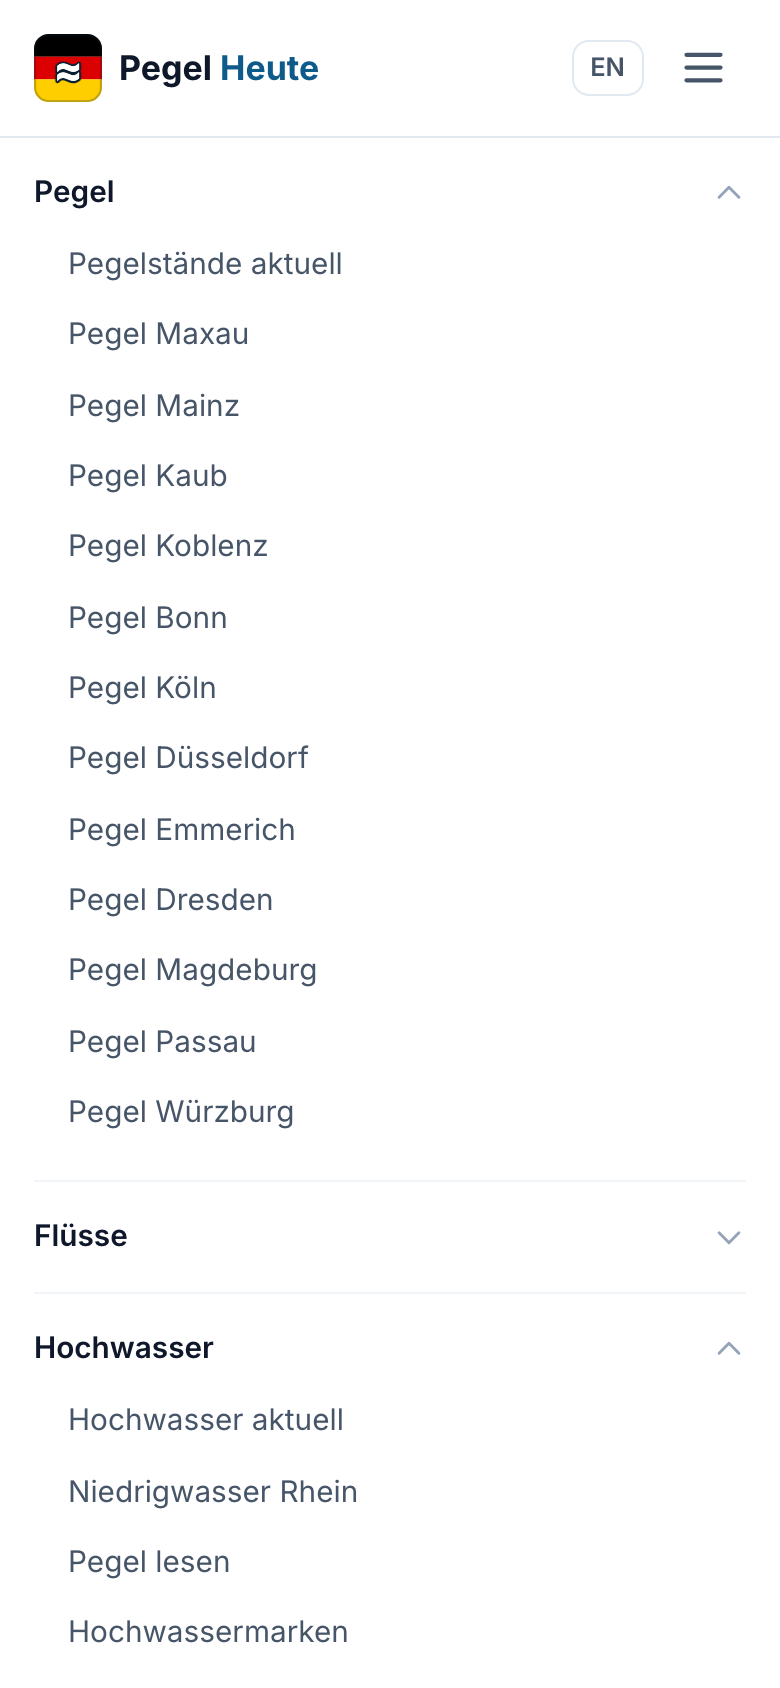 Pegel Heute
EN
Pegel
Pegelstände aktuell
Pegel Maxau
Pegel Mainz
Pegel Kaub
Pegel Koblenz
Pegel Bonn
Pegel Köln
Pegel Düsseldorf
Pegel Emmerich
Pegel Dresden
Pegel Magdeburg
Pegel Passau
Pegel Würzburg
Flüsse
Hochwasser
Hochwasser aktuell
Niedrigwasser Rhein
Pegel lesen
Hochwassermarken